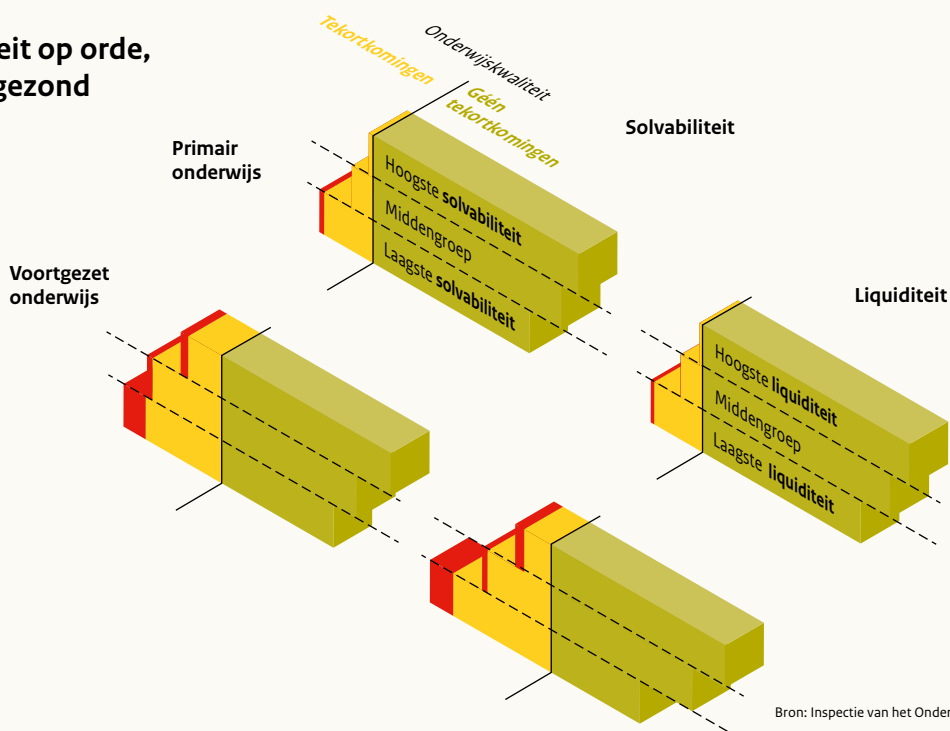 eit op orde,
gezond
Tekortkomingen
Onderwijskwaliteit
Géén
tekortkomingen
Solvabiliteit
Primair
onderwijs
Hoogste solvabiliteit
Middengroep
Laagste solvabiliteit
Voortgezet
onderwijs
Liquiditeit
Hoogste liquiditeit
Middengroep
Laagste liquiditeit
Bron: Inspectie van het Onder